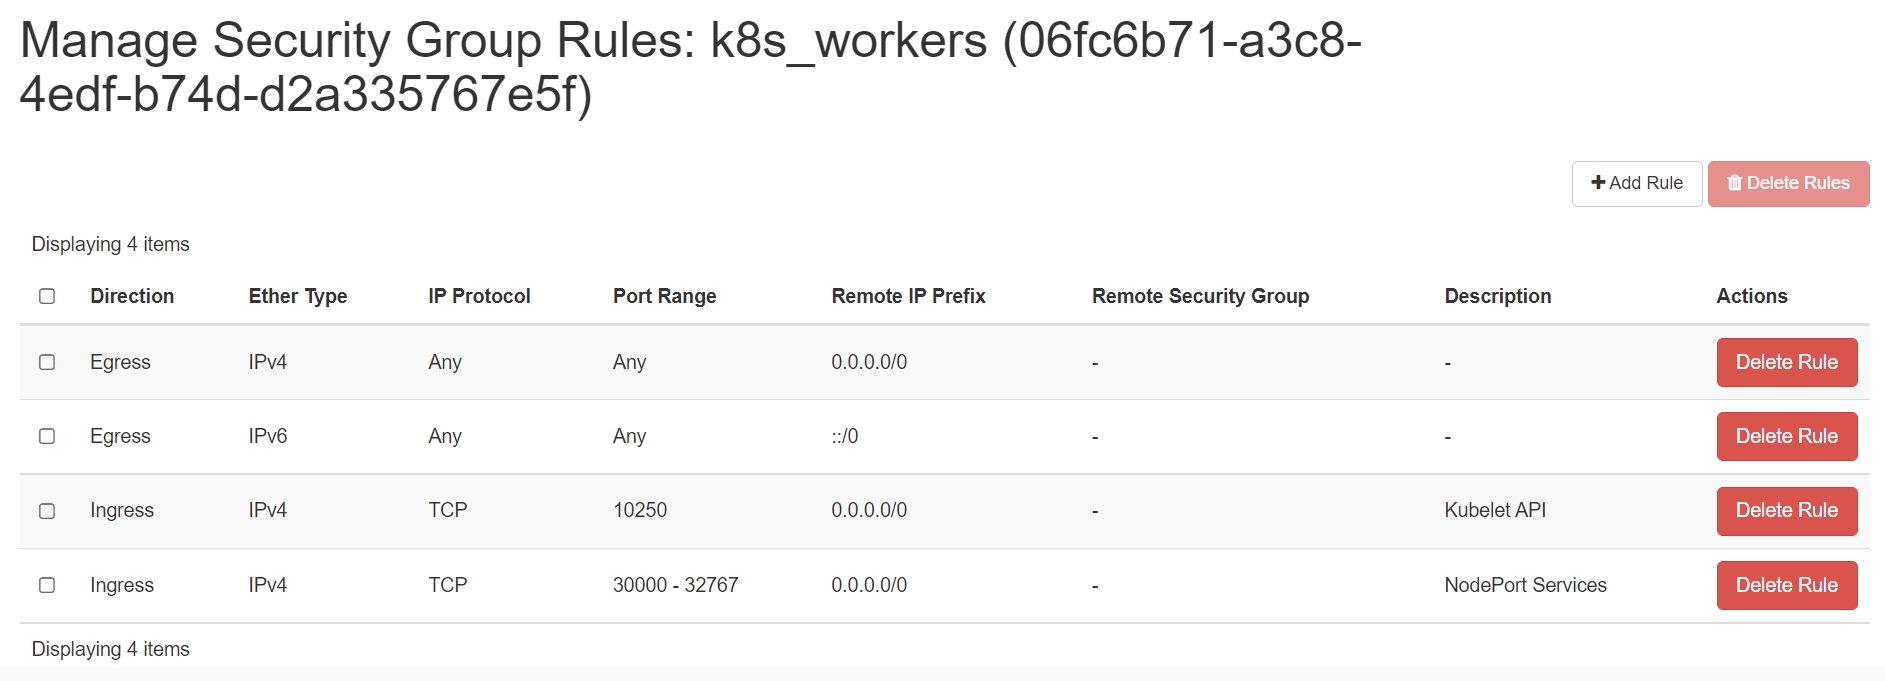 Manage Security Group Rules: k8s_workers (06fc6b71-a3c8-
4edf-b74d-d2a335767e5f)
Add Rule Delete Rules
Displaying 4 items
Direction Ether Type IP Protocol Port Range Remote IP Prefix Remote Security Group Description Actions
Egress IPv4 Any Any 0.0.0.0/0 - - Delete Rule
Egress IPv6 Any Any ::/0 - - Delete Rule
Ingress IPv4 TCP 10250 0.0.0.0/0 - Kubelet API Delete Rule
Ingress IPv4 TCP 30000 - 32767 0.0.0.0/0 - NodePort Services Delete Rule
Displaying 4 items